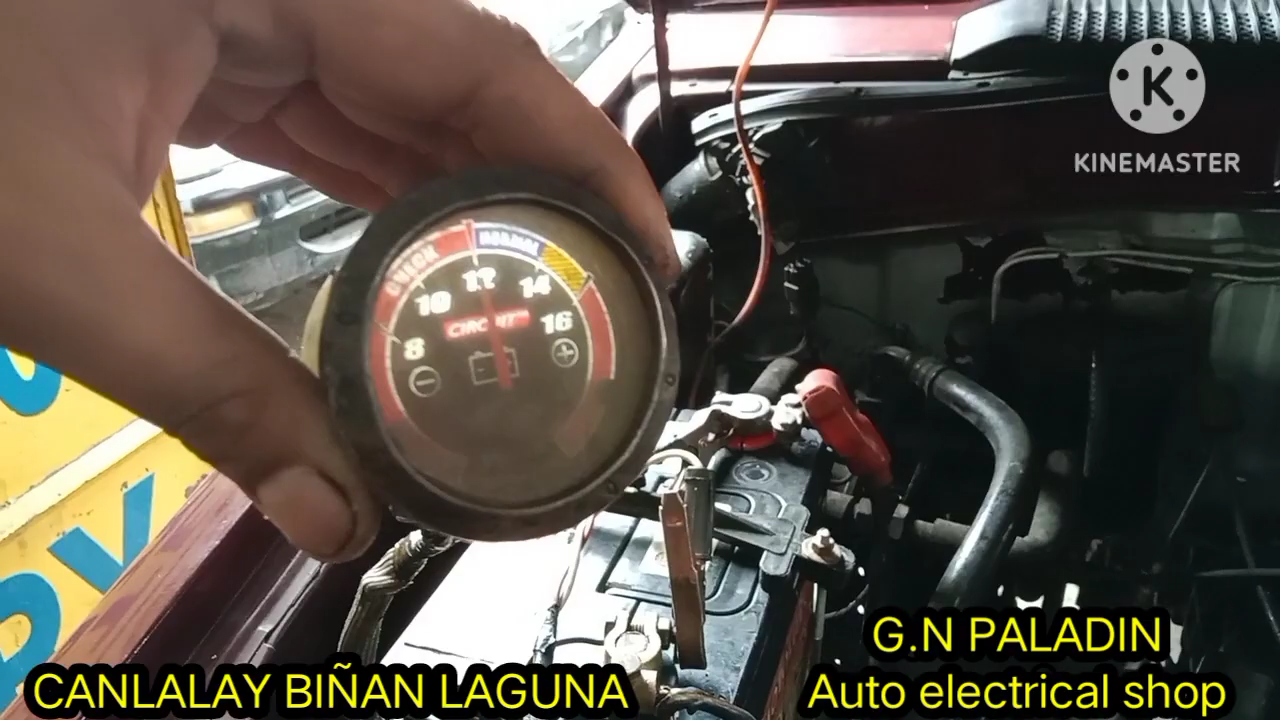 K
KINEMASTER
CHECK
NORMAL
8
10
12
14
16
CIRCUIT
G.N PALADIN
CANLALAY BIÑAN LAGUNA
Auto electrical shop